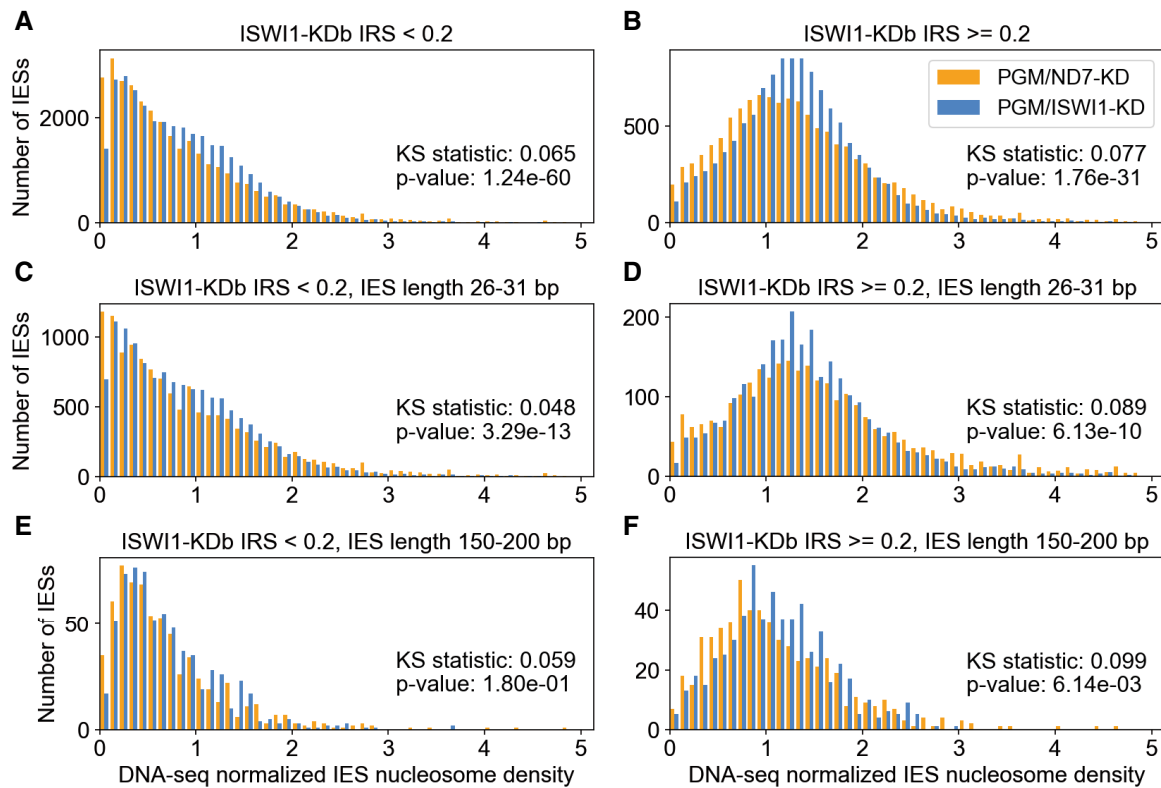 A
ISWI1-KDb IRS < 0.2
Number of IESs
2000
0
KS statistic: 0.065
p-value: 1.24e-60
0 1 2 3 4 5
B
ISWI1-KDb IRS >= 0.2
PGM/ND7-KD
PGM/ISWI1-KD
500
0
KS statistic: 0.077
p-value: 1.76e-31
0 1 2 3 4 5
C
ISWI1-KDb IRS < 0.2, IES length 26-31 bp
Number of IESs
1000
500
0
KS statistic: 0.048
p-value: 3.29e-13
0 1 2 3 4 5
D
ISWI1-KDb IRS >= 0.2, IES length 26-31 bp
200
100
0
KS statistic: 0.089
p-value: 6.13e-10
0 1 2 3 4 5
E
ISWI1-KDb IRS < 0.2, IES length 150-200 bp
Number of IESs
50
0
KS statistic: 0.059
p-value: 1.80e-01
0 1 2 3 4 5
DNA-seq normalized IES nucleosome density
F
ISWI1-KDb IRS >= 0.2, IES length 150-200 bp
40
20
0
KS statistic: 0.099
p-value: 6.14e-03
0 1 2 3 4 5
DNA-seq normalized IES nucleosome density